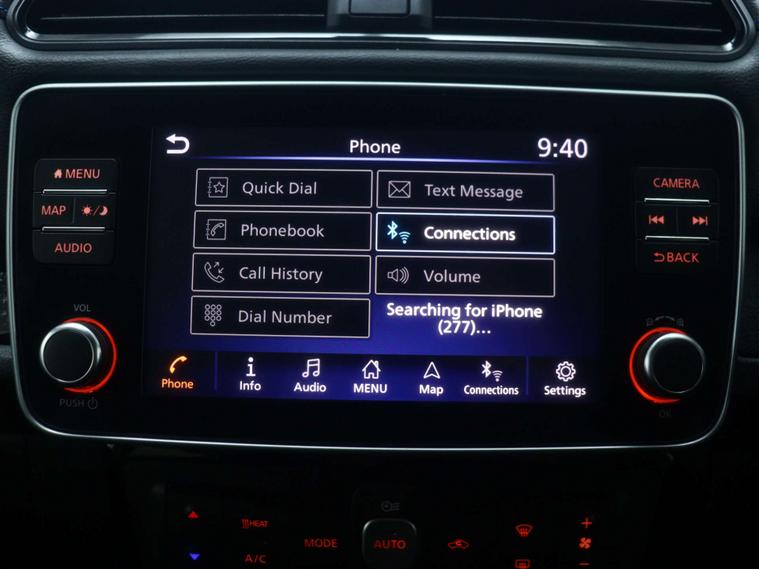 Phone
9:40
Quick Dial
Text Message
Phonebook
Connections
Call History
Volume
Dial Number
Searching for iPhone
(277)...
Phone
Info
Audio
MENU
Map
Connections
Settings
MENU
MAP
AUDIO
VOL
PUSH
CAMERA
BACK
OK
HEAT
A/C
MODE
AUTO
+
−